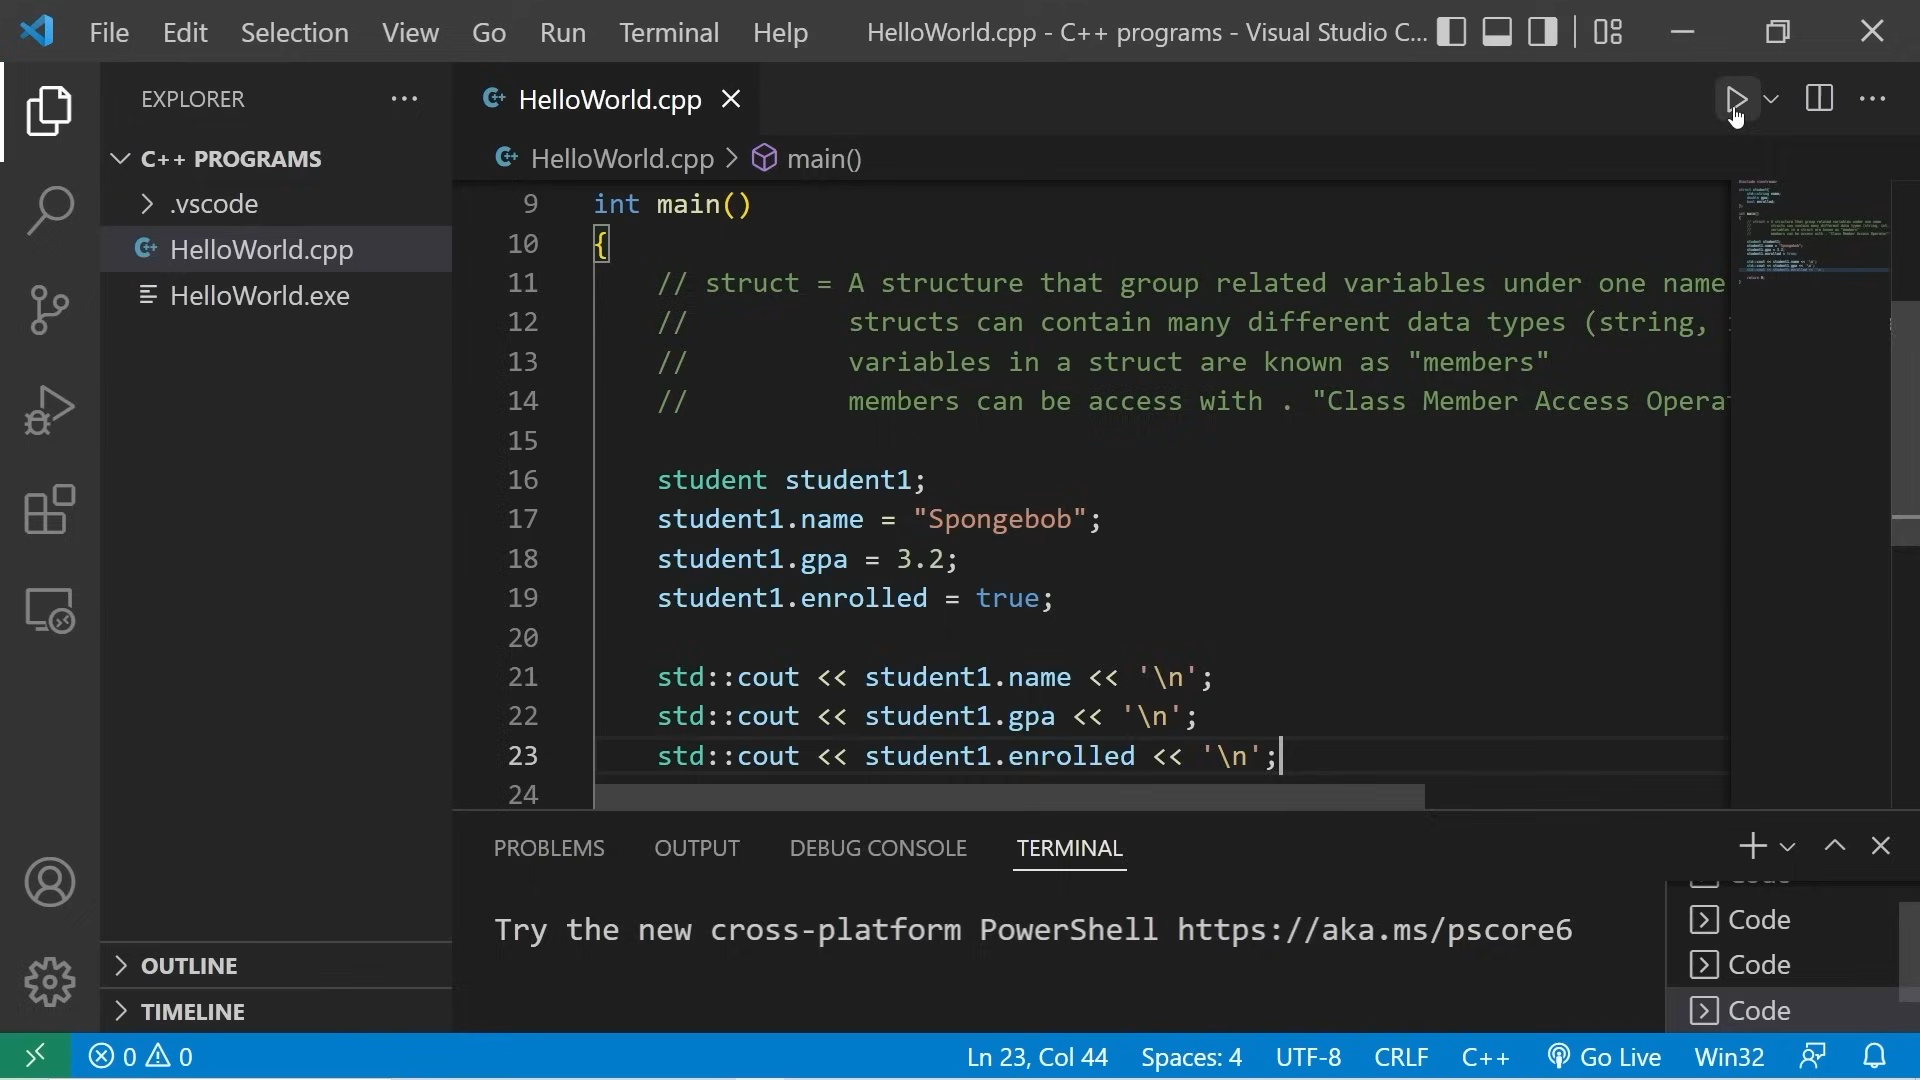 File Edit Selection View Go Run Terminal Help HelloWorld.cpp - C++ programs - Visual Studio C...
EXPLORER
C++ PROGRAMS
.vscode
HelloWorld.cpp
HelloWorld.exe
OUTLINE
TIMELINE
HelloWorld.cpp
HelloWorld.cpp > main()
9 int main()
10 {
11 // struct = A structure that group related variables under one name
12 // structs can contain many different data types (string,
13 // variables in a struct are known as "members"
14 // members can be access with . "Class Member Access Opera
15
16 student student1;
17 student1.name = "Spongebob";
18 student1.gpa = 3.2;
19 student1.enrolled = true;
20
21 std::cout << student1.name << '\n';
22 std::cout << student1.gpa << '\n';
23 std::cout << student1.enrolled << '\n';
24
PROBLEMS OUTPUT DEBUG CONSOLE TERMINAL
Try the new cross-platform PowerShell https://aka.ms/pscore6
Code
Code
Code
0 0 Ln 23, Col 44 Spaces: 4 UTF-8 CRLF C++ Go Live Win32